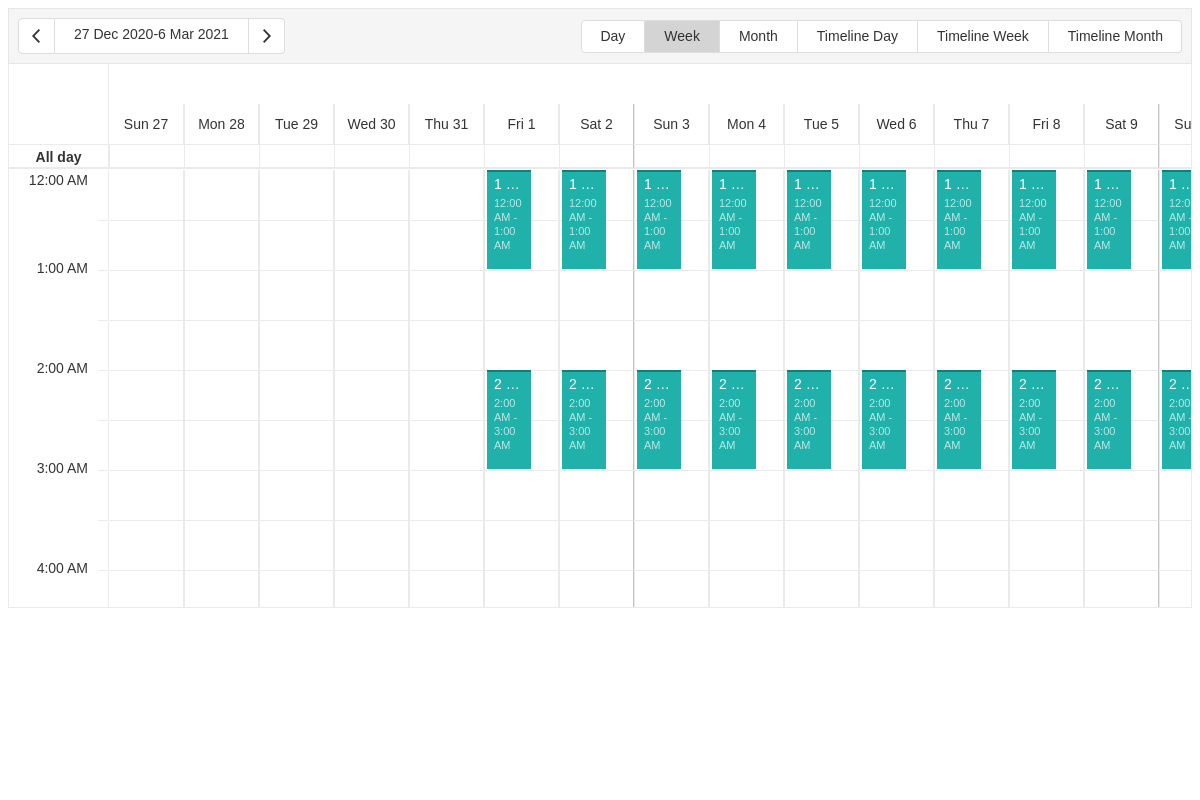 27 Dec 2020-6 Mar 2021
Day Week Month Timeline Day Timeline Week Timeline Month
Sun 27 Mon 28 Tue 29 Wed 30 Thu 31 Fri 1 Sat 2 Sun 3 Mon 4 Tue 5 Wed 6 Thu 7 Fri 8 Sat 9 Su
All day
12:00 AM
1 ... 1 ... 1 ... 1 ... 1 ... 1 ... 1 ... 1 ... 1 ... 1 ...
12:00 12:00 12:00 12:00 12:00 12:00 12:00 12:00 12:00 12:0
AM - AM - AM - AM - AM - AM - AM - AM - AM - AM -
1:00 1:00 1:00 1:00 1:00 1:00 1:00 1:00 1:00 1:00
AM AM AM AM AM AM AM AM AM AM
1:00 AM
2:00 AM
2 ... 2 ... 2 ... 2 ... 2 ... 2 ... 2 ... 2 ... 2 ... 2 ...
2:00 2:00 2:00 2:00 2:00 2:00 2:00 2:00 2:00 2:00
AM - AM - AM - AM - AM - AM - AM - AM - AM - AM -
3:00 3:00 3:00 3:00 3:00 3:00 3:00 3:00 3:00 3:00
AM AM AM AM AM AM AM AM AM AM
3:00 AM
4:00 AM